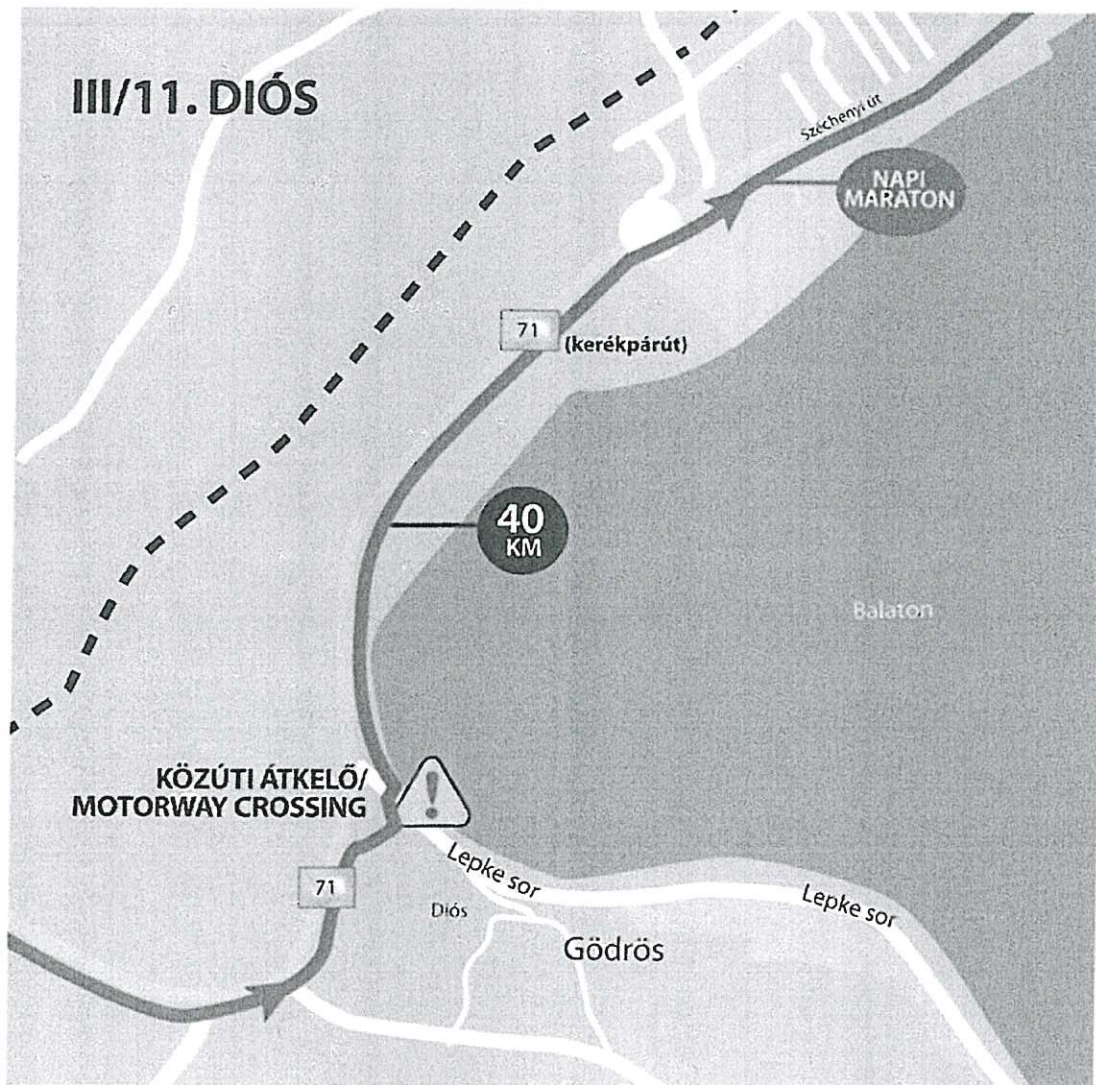 III/11. DIÓS
Széchenyi út
NAPI
MARATON
71
(kerékpárút)
40
KM
Balaton
KÖZÚTI ÁTKELŐ/
MOTORWAY CROSSING
!
71
Lepke sor
Lepke sor
Diós
Gödrös